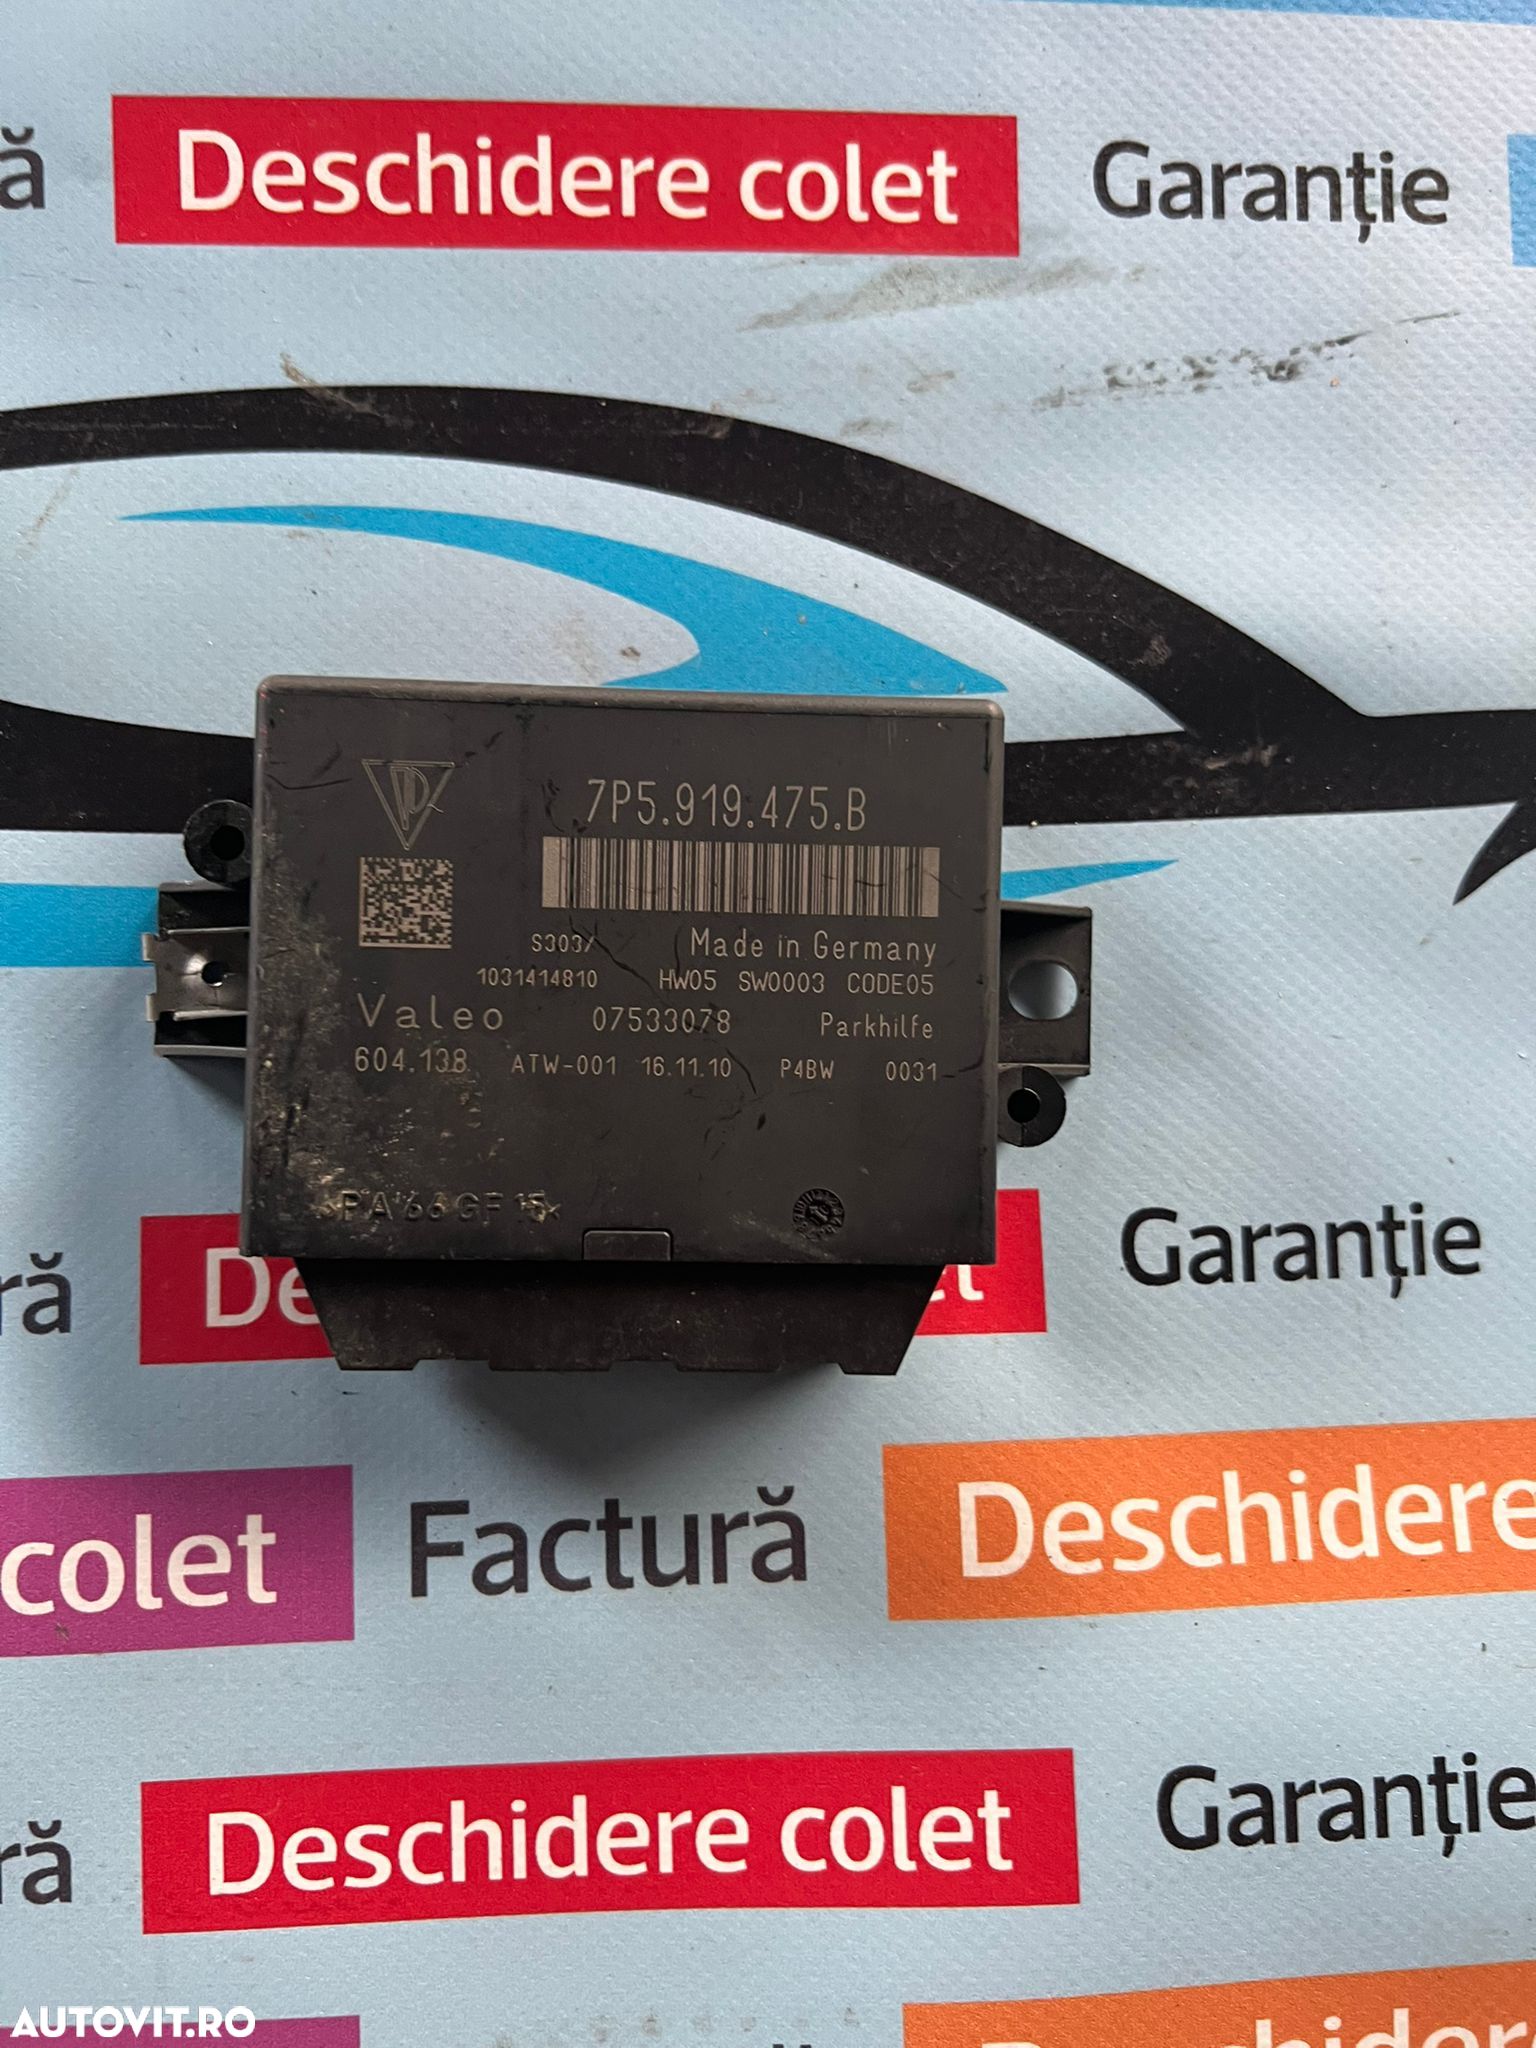 ă Deschidere colet Garanție
7P5.919.475.B
S3037 Made in Germany
1031414810 HW05 SW0003 CODE05
Valeo 07533078 Parkhilfe
604.138 ATW-001 16.11.10 P4BW 0031
PA 66 GF 15
ră De et Garanție
colet Factură Deschidere
ră Deschidere colet Garanție
Deschidere
AUTOVIT.RO